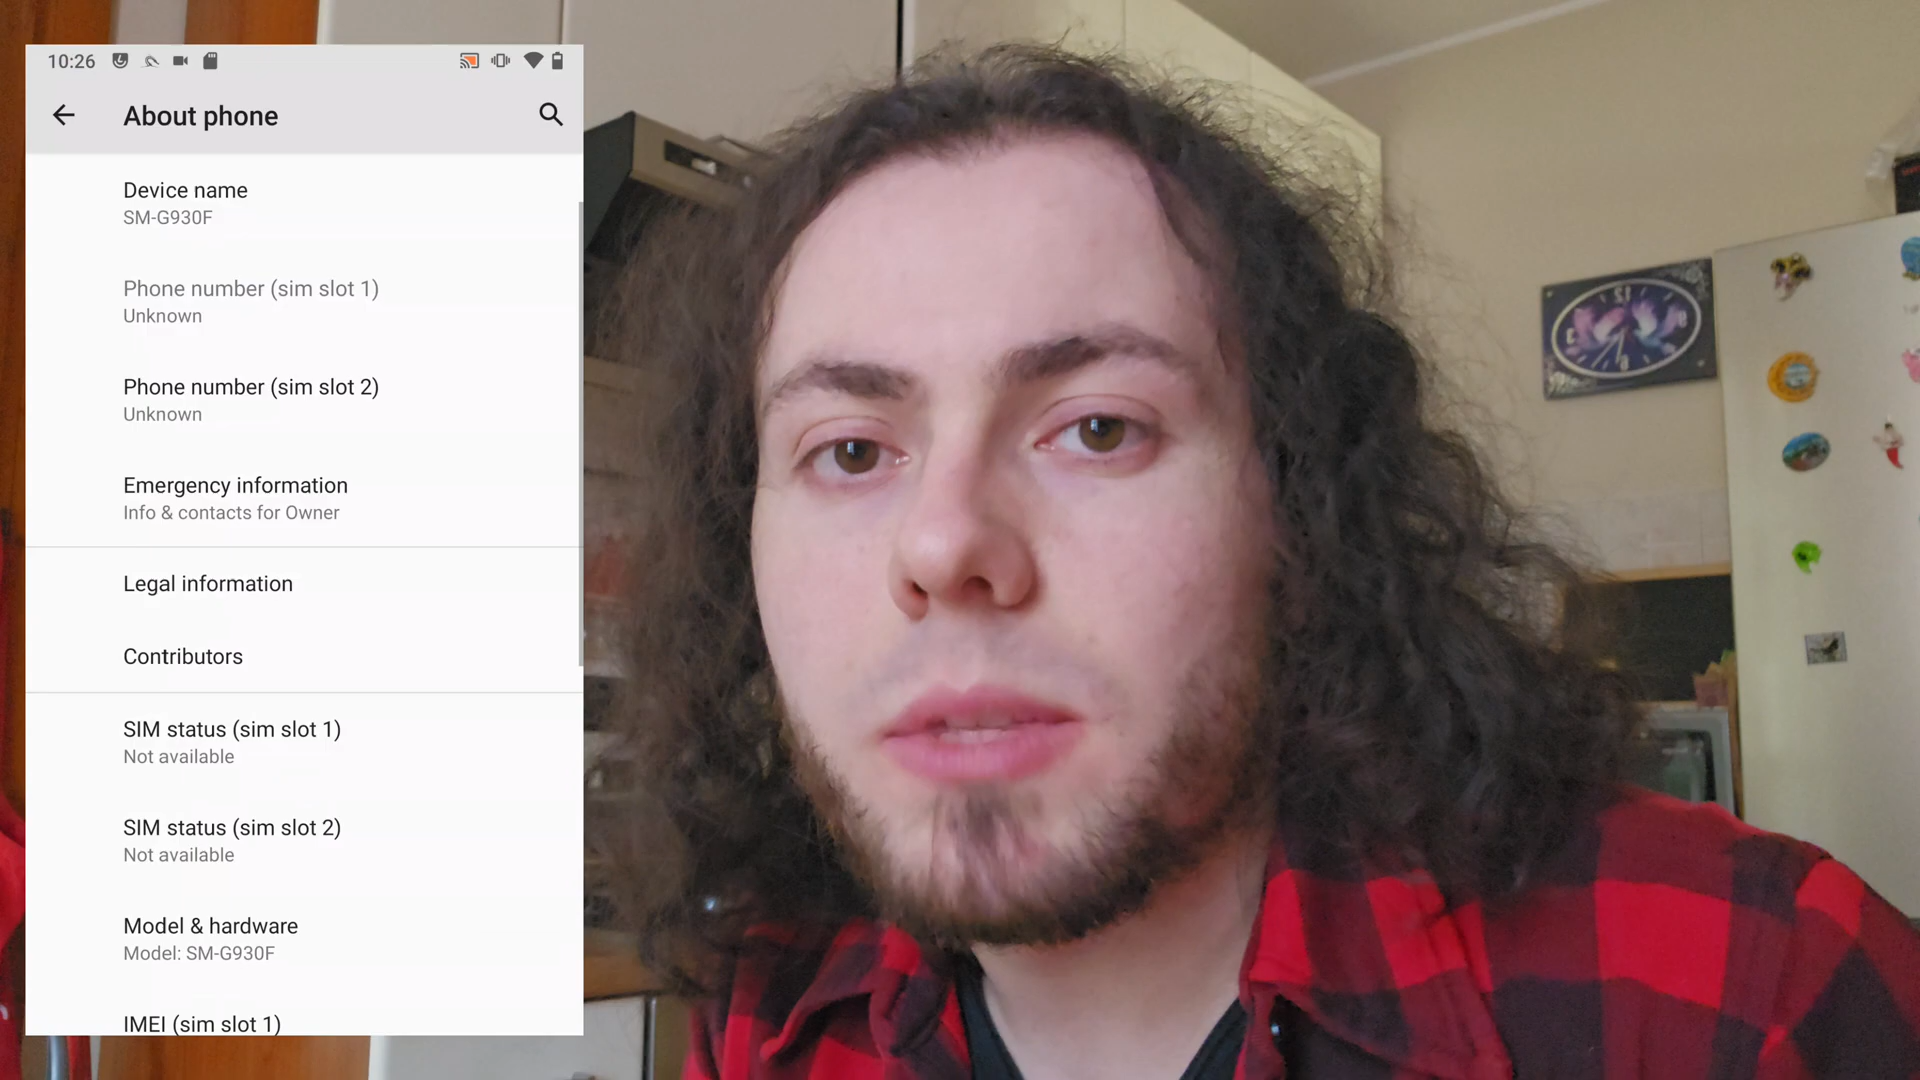 10:26
About phone
Device name
SM-G930F
Phone number (sim slot 1)
Unknown
Phone number (sim slot 2)
Unknown
Emergency information
Info & contacts for Owner
Legal information
Contributors
SIM status (sim slot 1)
Not available
SIM status (sim slot 2)
Not available
Model & hardware
Model: SM-G930F
IMEI (sim slot 1)